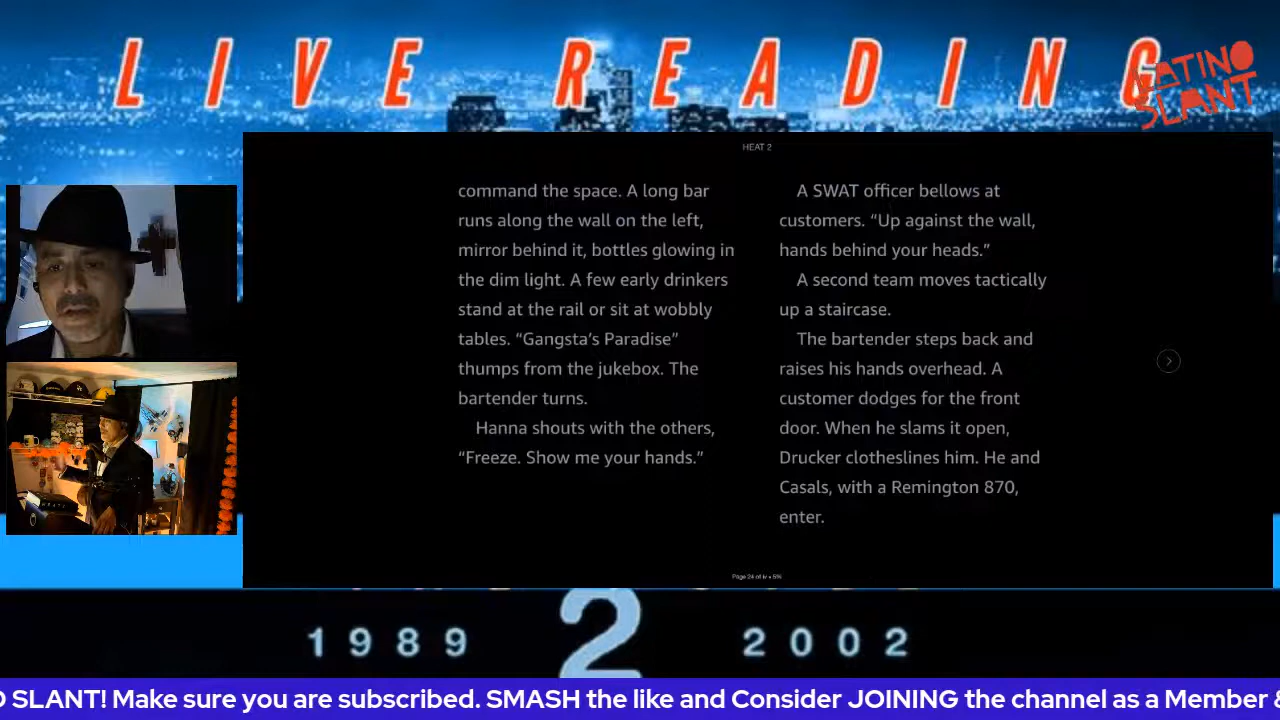 LIVE READING
LATINO
SLANT
HEAT 2
command the space. A long bar
runs along the wall on the left,
mirror behind it, bottles glowing in
the dim light. A few early drinkers
stand at the rail or sit at wobbly
tables. “Gangsta’s Paradise”
thumps from the jukebox. The
bartender turns.
Hanna shouts with the others,
“Freeze. Show me your hands.”
A SWAT officer bellows at
customers. “Up against the wall,
hands behind your heads.”
A second team moves tactically
up a staircase.
The bartender steps back and
raises his hands overhead. A
customer dodges for the front
door. When he slams it open,
Drucker clotheslines him. He and
Casals, with a Remington 870,
enter.
Page 24 of iv • 5%
1989 2 2002
O SLANT! Make sure you are subscribed. SMASH the like and Consider JOINING the channel as a Member &